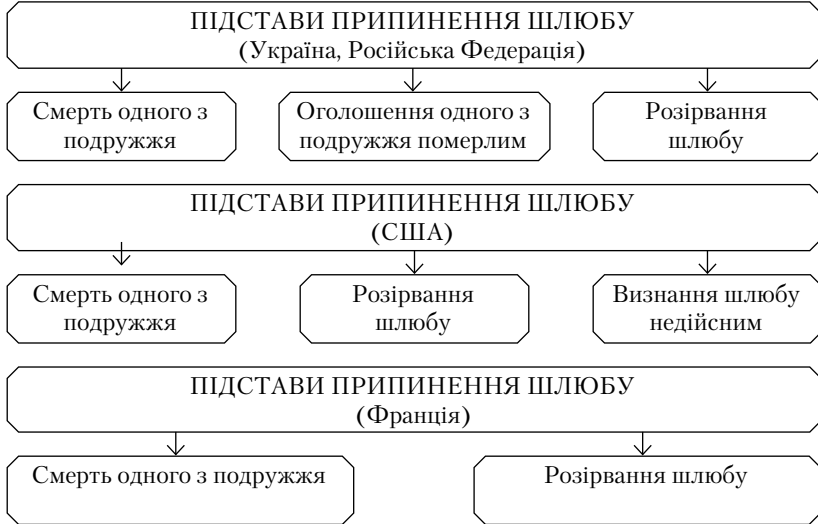 ПІДСТАВИ ПРИПИНЕННЯ ШЛЮБУ
(Україна, Російська Федерація)
Смерть одного з
подружжя
Оголошення одного з
подружжя померлим
Розірвання
шлюбу
ПІДСТАВИ ПРИПИНЕННЯ ШЛЮБУ
(США)
Смерть одного з
подружжя
Розірвання
шлюбу
Визнання шлюбу
недійсним
ПІДСТАВИ ПРИПИНЕННЯ ШЛЮБУ
(Франція)
Смерть одного з подружжя
Розірвання шлюбу